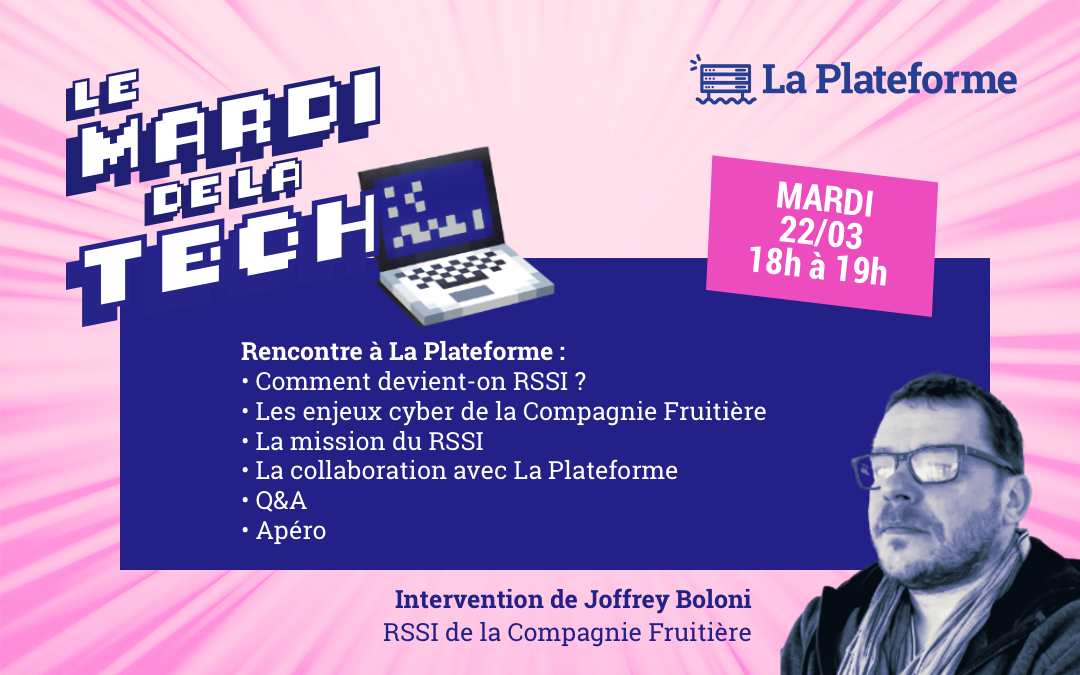 LE
MARDI
DE LA
TECH
La Plateforme
MARDI
22/03
18h à 19h
Rencontre à La Plateforme :
• Comment devient-on RSSI ?
• Les enjeux cyber de la Compagnie Fruitière
• La mission du RSSI
• La collaboration avec La Plateforme
• Q&A
• Apéro
Intervention de Joffrey Boloni
RSSI de la Compagnie Fruitière